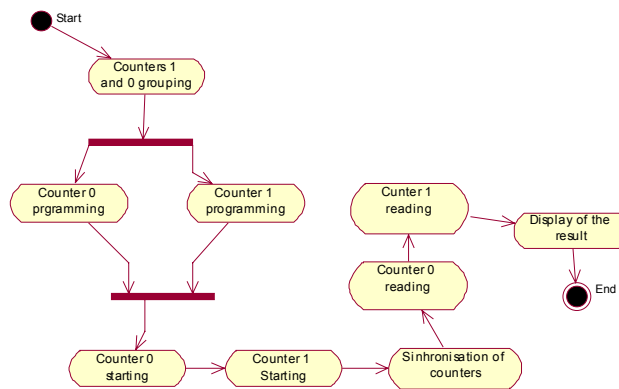 Start
Counters 1
and 0 grouping
Counter 0
prgramming
Counter 1
programming
Counter 0
starting
Counter 1
Starting
Sinhronisation of
counters
Counter 0
reading
Cunter 1
reading
Display of the
result
End